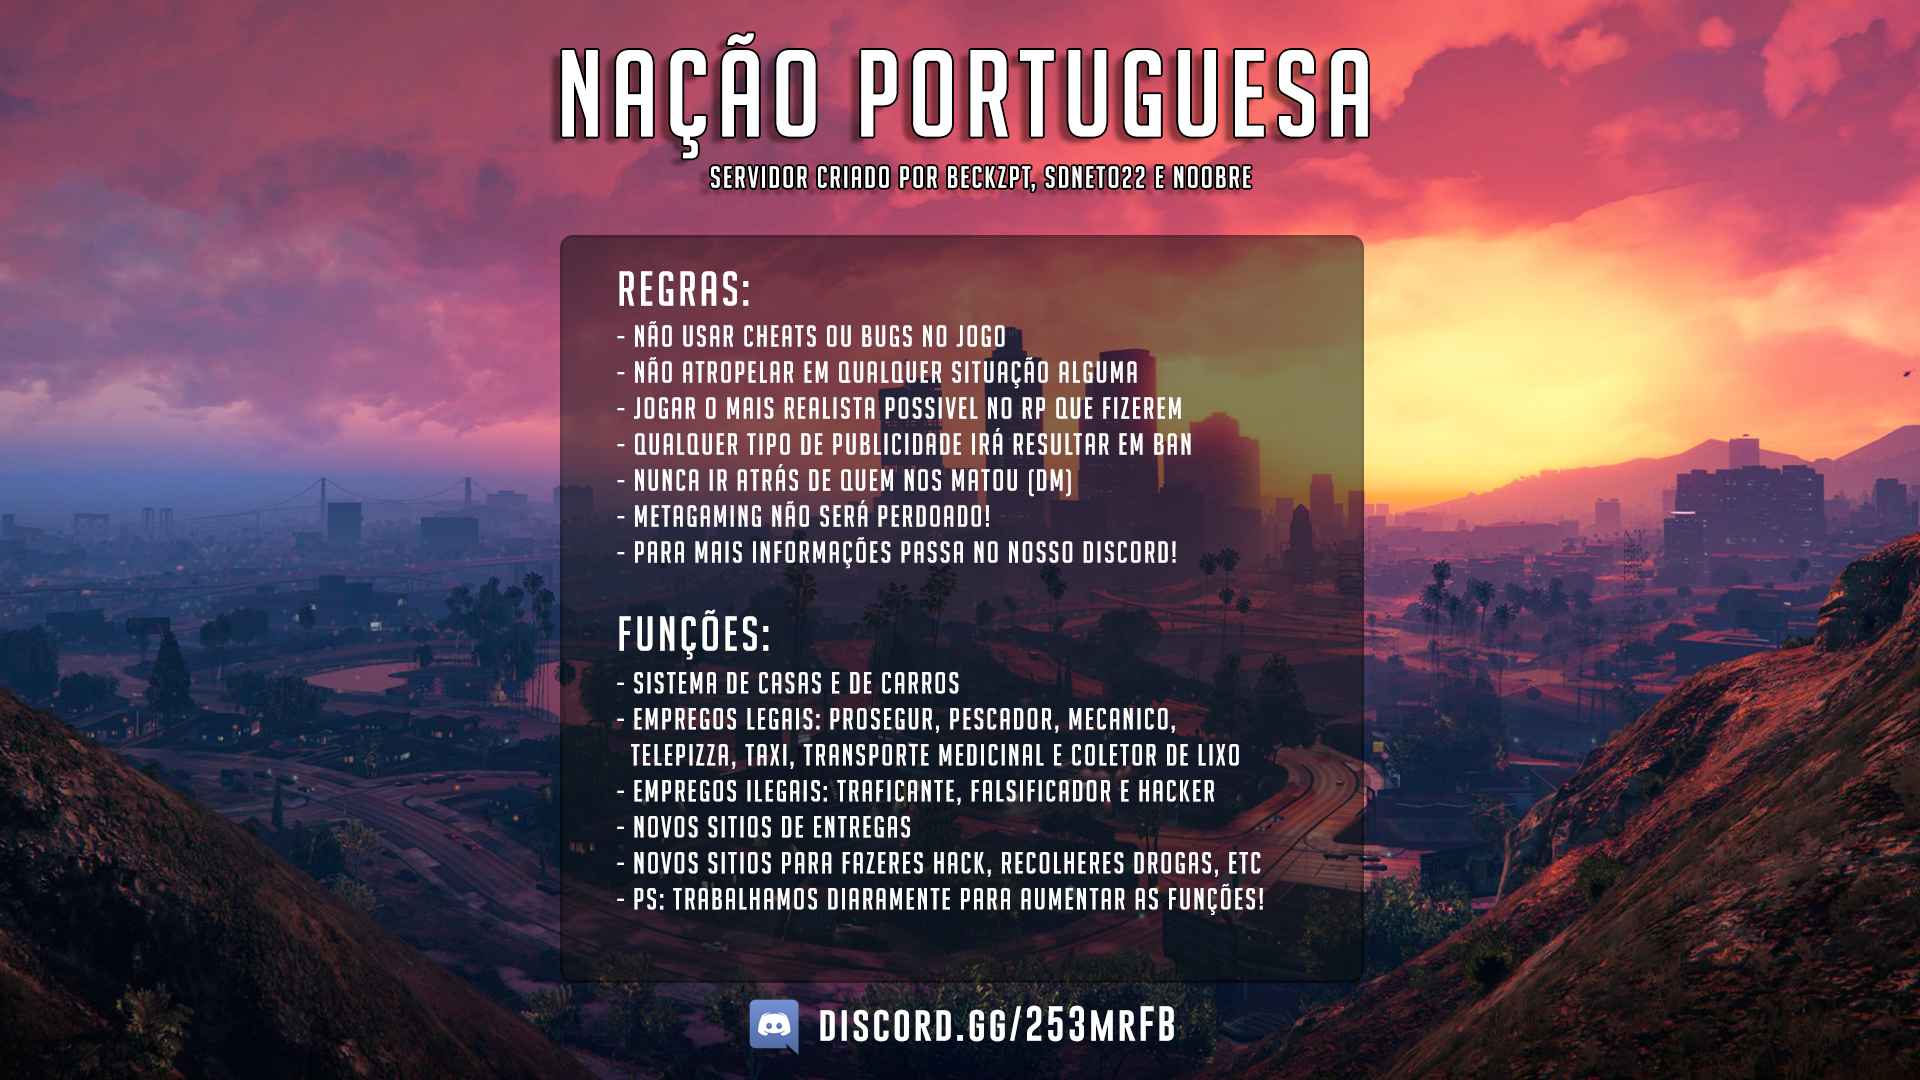 NAÇÃO PORTUGUESA
SERVIDOR CRIADO POR BECKZPT, SDNETO22 E NOOBRE
REGRAS:
- NÃO USAR CHEATS OU BUGS NO JOGO
- NÃO ATROPELAR EM QUALQUER SITUAÇÃO ALGUMA
- JOGAR O MAIS REALISTA POSSIVEL NO RP QUE FIZEREM
- QUALQUER TIPO DE PUBLICIDADE IRÁ RESULTAR EM BAN
- NUNCA IR ATRÁS DE QUEM NOS MATOU (DM)
- METAGAMING NÃO SERÁ PERDOADO!
- PARA MAIS INFORMAÇÕES PASSA NO NOSSO DISCORD!
FUNÇÕES:
- SISTEMA DE CASAS E DE CARROS
- EMPREGOS LEGAIS: PROSEGUR, PESCADOR, MECANICO,
TELEPIZZA, TAXI, TRANSPORTE MEDICINAL E COLETOR DE LIXO
- EMPREGOS ILEGAIS: TRAFICANTE, FALSIFICADOR E HACKER
- NOVOS SITIOS DE ENTREGAS
- NOVOS SITIOS PARA FAZERES HACK, RECOLHERES DROGAS, ETC
- PS: TRABALHAMOS DIARAMENTE PARA AUMENTAR AS FUNÇÕES!
DISCORD.GG/253MRFB